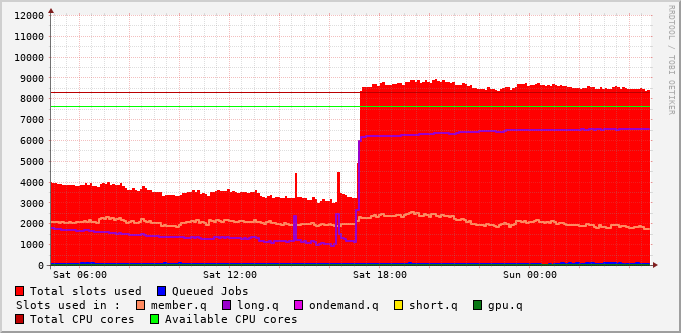 12000
11000
10000
9000
8000
7000
6000
5000
4000
3000
2000
1000
0
Sat 06:00 Sat 12:00 Sat 18:00 Sun 00:00
RRDTOOL / TOBI OETIKER
Total slots used Queued Jobs
Slots used in : member.q long.q ondemand.q short.q gpu.q
Total CPU cores Available CPU cores